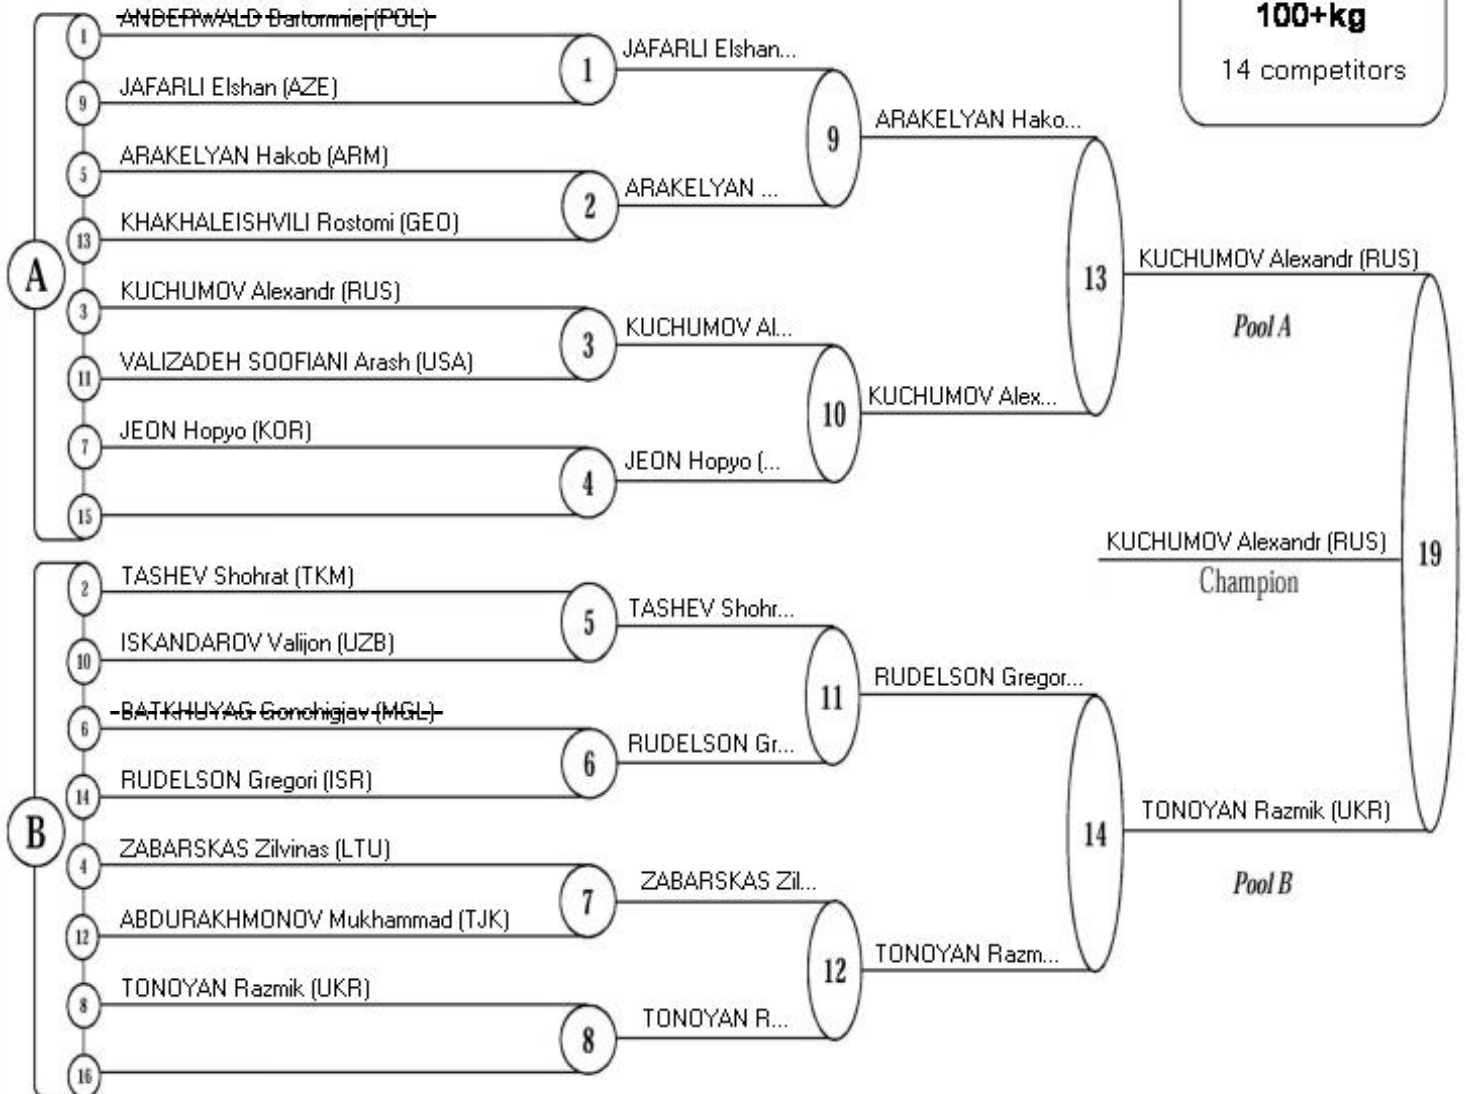 100+kg
14 competitors
A
1 ANDERWALD Bartormniej (POL)
9 JAFARLI Elshan (AZE)
1
JAFARLI Elshan...
5 ARAKELYAN Hakob (ARM)
13 KHAKHALEISHVILI Rostomi (GEO)
2
ARAKELYAN ...
9
ARAKELYAN Hako...
3 KUCHUMOV Alexandr (RUS)
11 VALIZADEH SOOFIANI Arash (USA)
3
KUCHUMOV Al...
7 JEON Hopyo (KOR)
15
4
JEON Hopyo (...
10
KUCHUMOV Alex...
13
KUCHUMOV Alexandr (RUS)
Pool A
B
2 TASHEV Shohrat (TKM)
10 ISKANDAROV Valijon (UZB)
5
TASHEV Shohr...
6 BATKHUYAG Gonchigjav (MGL)
14 RUDELSON Gregori (ISR)
6
RUDELSON Gr...
11
RUDELSON Gregor...
4 ZABARSKAS Zilvinas (LTU)
12 ABDURAKHMONOV Mukhammad (TJK)
7
ZABARSKAS Zil...
8 TONOYAN Razmik (UKR)
16
8
TONOYAN R...
12
TONOYAN Razm...
14
TONOYAN Razmik (UKR)
Pool B
19
KUCHUMOV Alexandr (RUS)
Champion